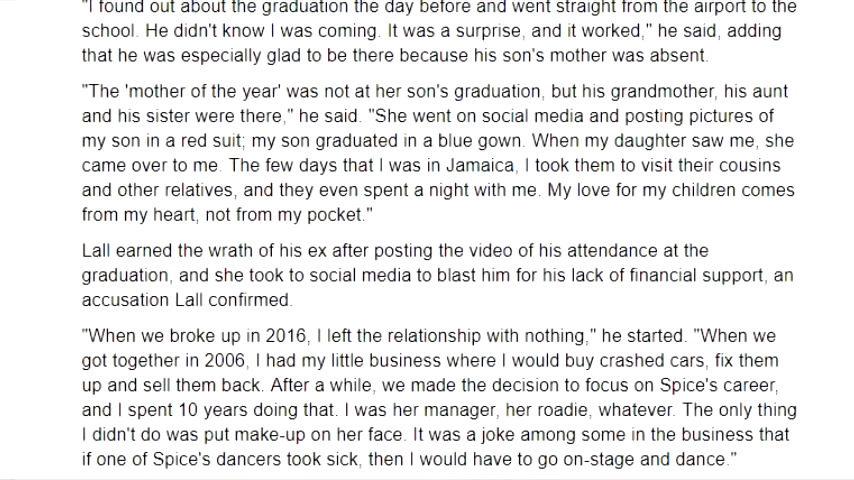 "I found out about the graduation the day before and went straight from the airport to the
school. He didn't know I was coming. It was a surprise, and it worked," he said, adding
that he was especially glad to be there because his son's mother was absent.
"The 'mother of the year' was not at her son's graduation, but his grandmother, his aunt
and his sister were there," he said. "She went on social media and posting pictures of
my son in a red suit; my son graduated in a blue gown. When my daughter saw me, she
came over to me. The few days that I was in Jamaica, I took them to visit their cousins
and other relatives, and they even spent a night with me. My love for my children comes
from my heart, not from my pocket."
Lall earned the wrath of his ex after posting the video of his attendance at the
graduation, and she took to social media to blast him for his lack of financial support, an
accusation Lall confirmed.
"When we broke up in 2016, I left the relationship with nothing," he started. "When we
got together in 2006, I had my little business where I would buy crashed cars, fix them
up and sell them back. After a while, we made the decision to focus on Spice's career,
and I spent 10 years doing that. I was her manager, her roadie, whatever. The only thing
I didn't do was put make-up on her face. It was a joke among some in the business that
if one of Spice's dancers took sick, then I would have to go on-stage and dance."